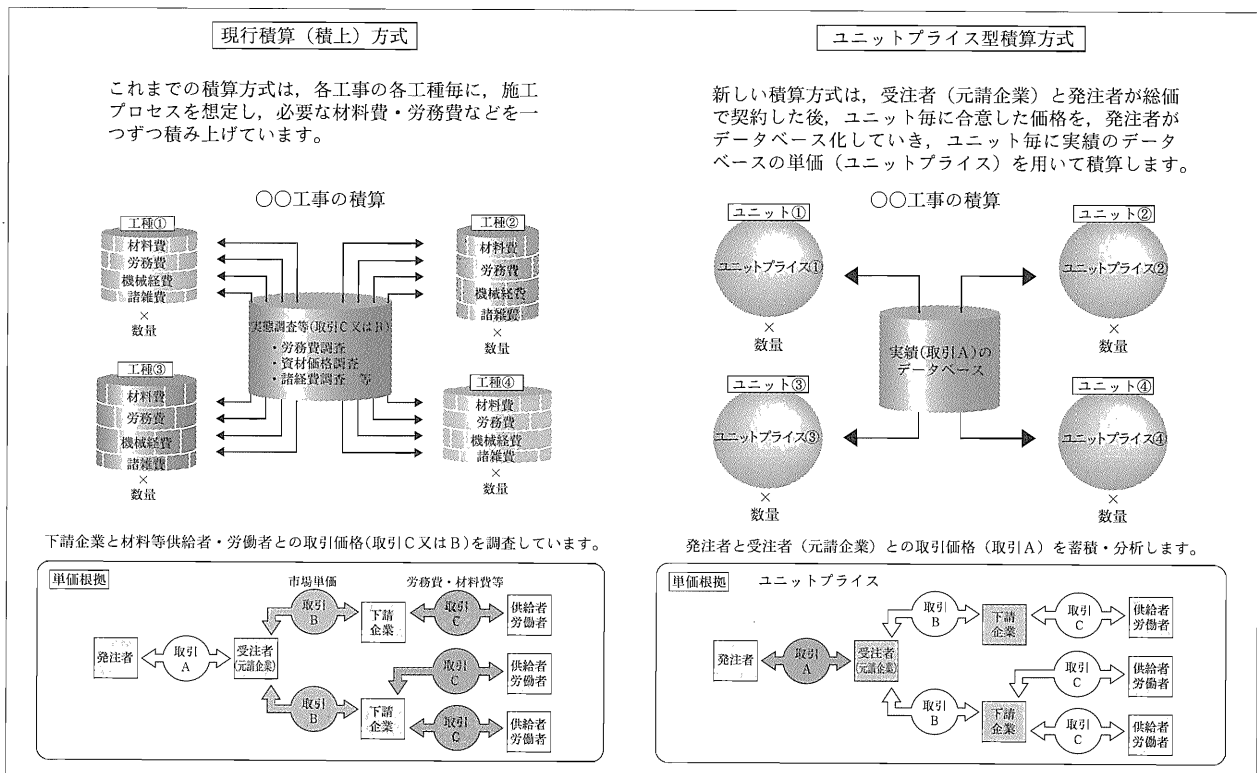 現行積算（積上）方式
これまでの積算方式は，各工事の各工種毎に，施工
プロセスを想定し，必要な材料費・労務費などを一
つずつ積み上げています。
〇〇工事の積算
工種①
材料費
労務費
機械経費
諸雑費
×
数量
工種②
材料費
労務費
機械経費
諸雑費
×
数量
実態調査等(取引C又はB)
・労務費調査
・資材価格調査
・諸経費調査　等
工種③
材料費
労務費
機械経費
諸雑費
×
数量
工種④
材料費
労務費
機械経費
諸雑費
×
数量
下請企業と材料等供給者・労働者との取引価格(取引C又はB)を調査しています。
単価根拠
市場単価
労務費・材料費等
発注者
取引
A
受注者
(元請企業)
取引
B
下請
企業
取引
C
供給者
労働者
取引
C
供給者
労働者
取引
B
下請
企業
取引
C
供給者
労働者
ユニットプライス型積算方式
新しい積算方式は，受注者（元請企業）と発注者が総価
で契約した後，ユニット毎に合意した価格を，発注者が
データベース化していき，ユニット毎に実績のデータ
ベースの単価（ユニットプライス）を用いて積算します。
〇〇工事の積算
ユニット①
ユニットプライス①
×
数量
ユニット②
ユニットプライス②
×
数量
実績(取引A)の
データベース
ユニット③
ユニットプライス③
×
数量
ユニット④
ユニットプライス④
×
数量
発注者と受注者（元請企業）との取引価格（取引A）を蓄積・分析します。
単価根拠
ユニットプライス
発注者
取引
A
受注者
(元請企業)
取引
B
下請
企業
取引
C
供給者
労働者
取引
C
供給者
労働者
取引
B
下請
企業
取引
C
供給者
労働者